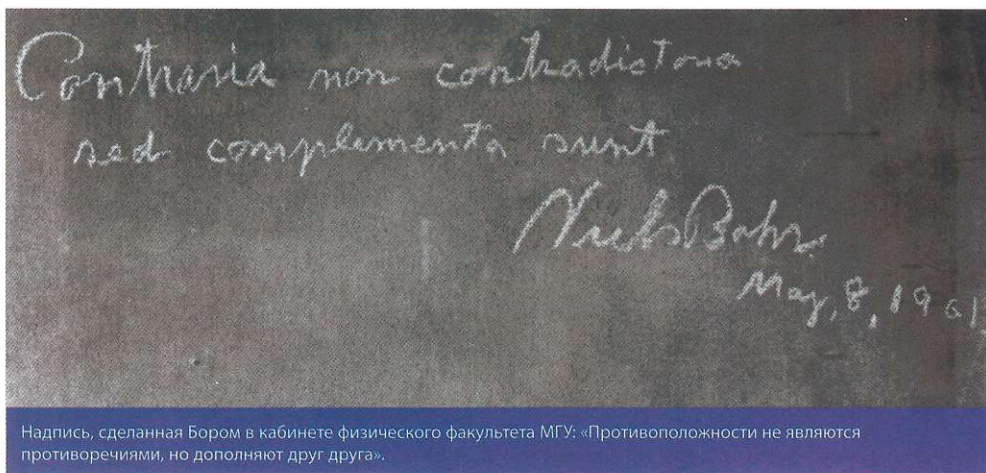 Contraria non contradictoria
sed complementa sunt
Niels Bohr
May, 8, 1961
Надпись, сделанная Бором в кабинете физического факультета МГУ: «Противоположности не являются
противоречиями, но дополняют друг друга».